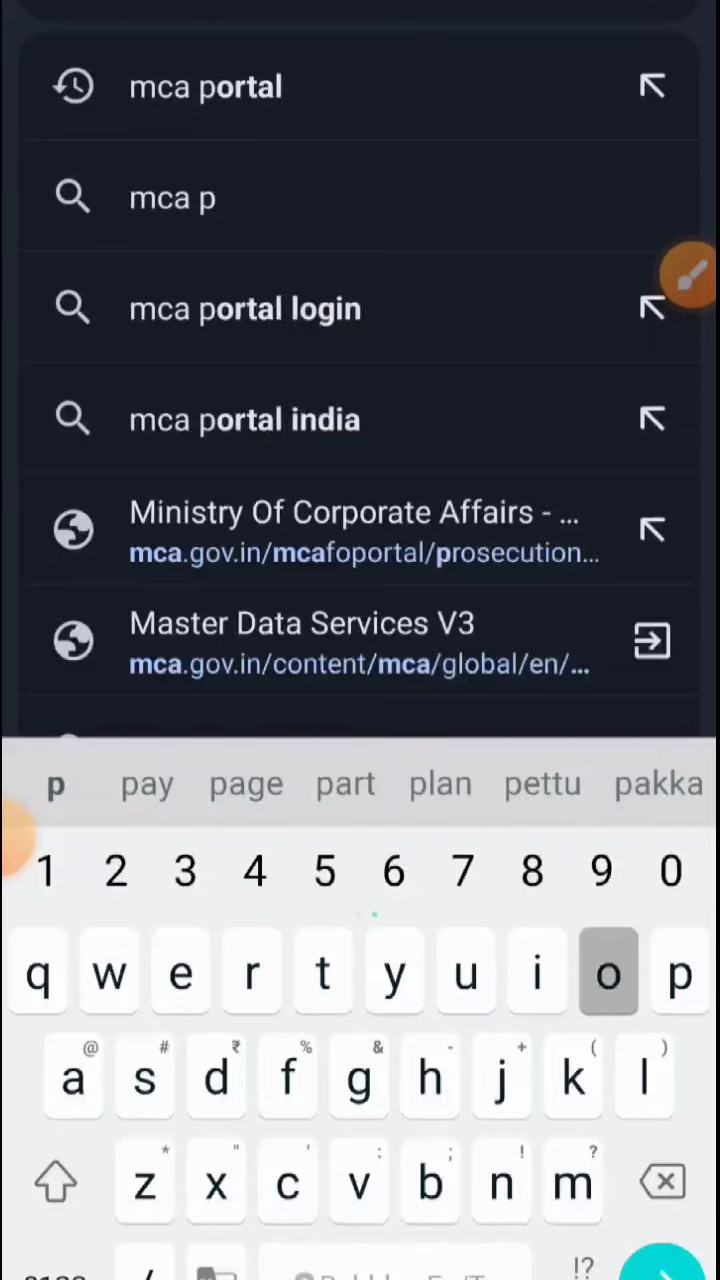 mca portal
mca p
mca portal login
mca portal india
Ministry Of Corporate Affairs - ...
mca.gov.in/mcafoportal/prosecution...
Master Data Services V3
mca.gov.in/content/mca/global/en/...
p pay page part plan pettu pakka
1 2 3 4 5 6 7 8 9 0
q w e r t y u i o p
@ # ₹ % & - + ( )
a s d f g h j k l
* " ' : ; ! ?
z x c v b n m
!?